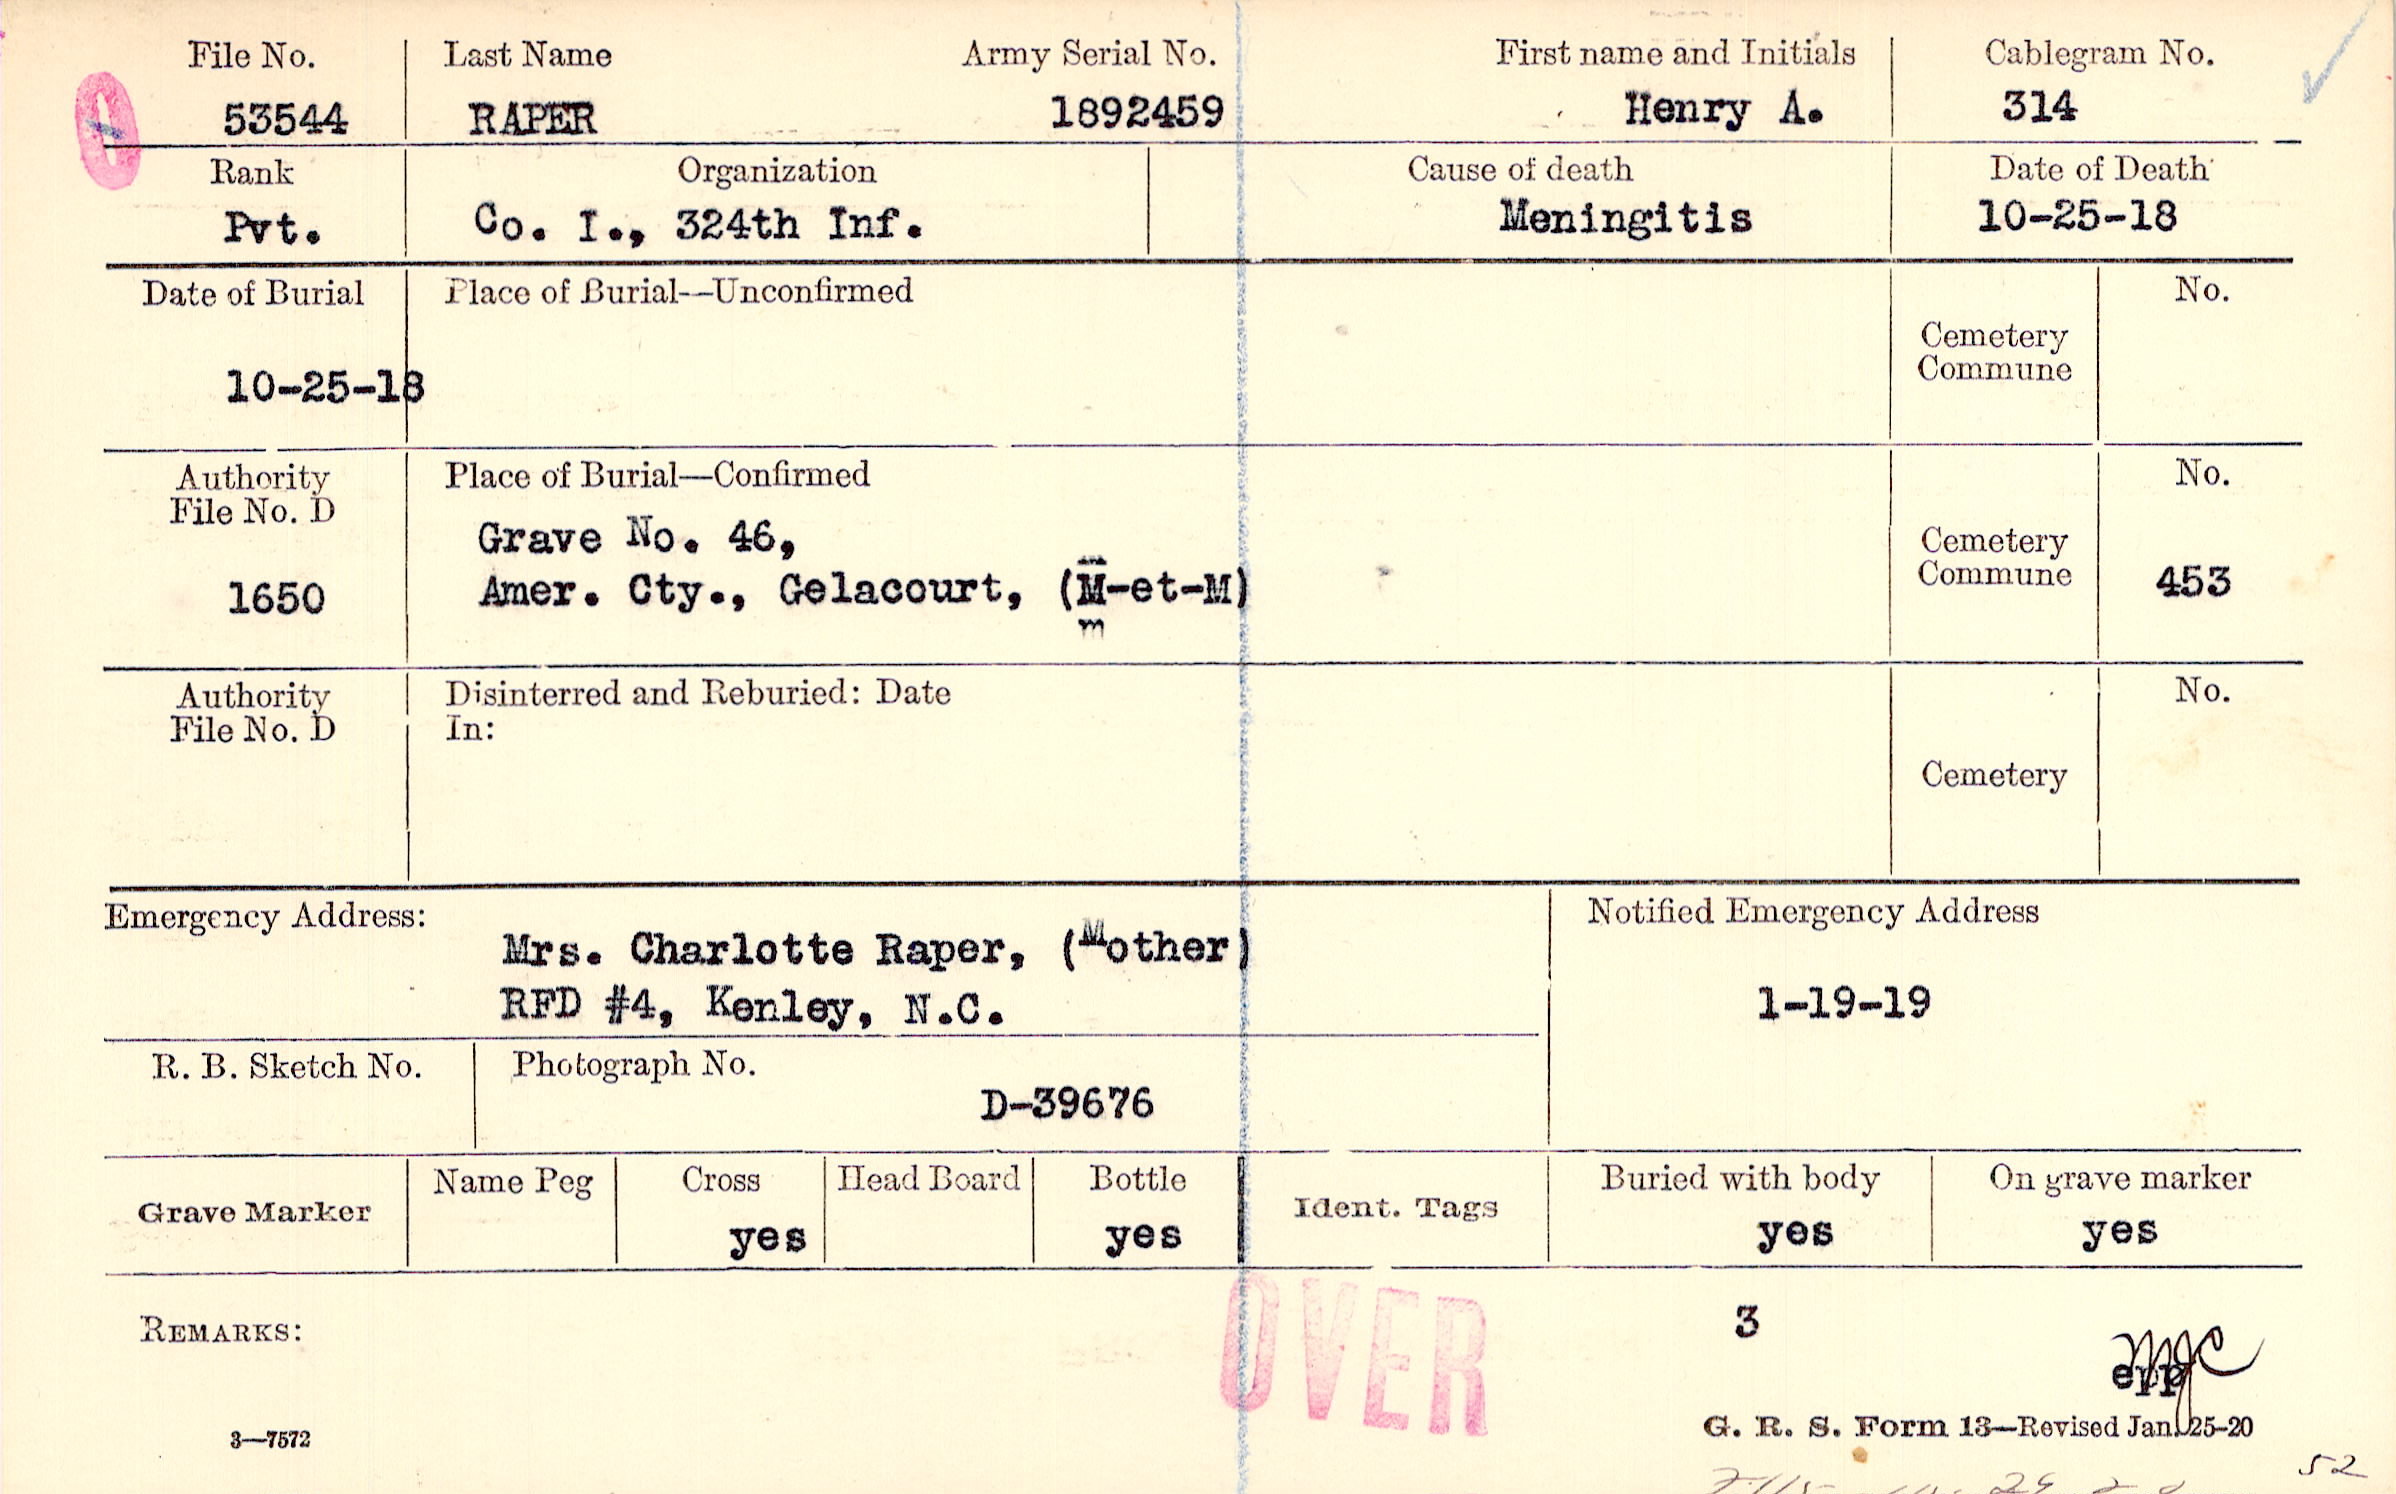 File No. Last Name Army Serial No. First name and Initials Cablegram No.
53544 RAPER 1892459 Henry A. 314
Rank Organization Cause of death Date of Death
Pvt. Co. I., 324th Inf. Meningitis 10-25-18
Date of Burial Place of Burial—Unconfirmed No.
Cemetery
Commune
10-25-18
Authority Place of Burial—Confirmed No.
File No. D
Grave No. 46,
Cemetery
Commune 453
1650 Amer. Cty., Gelacourt, (M-et-M)
m
Authority Disinterred and Reburied: Date No.
File No. D In:
Cemetery
Emergency Address: Notified Emergency Address
Mrs. Charlotte Raper, (Mother)
RFD #4, Kenley, N.C. 1-19-19
R. B. Sketch No. Photograph No.
D-39676
Name Peg Cross Head Board Bottle Buried with body On grave marker
Grave Marker Ident. Tags
yes yes yes yes
OVER
3
REMARKS:
MJC
G. R. S. Form 13—Revised Jan. 25-20
3—7572
52